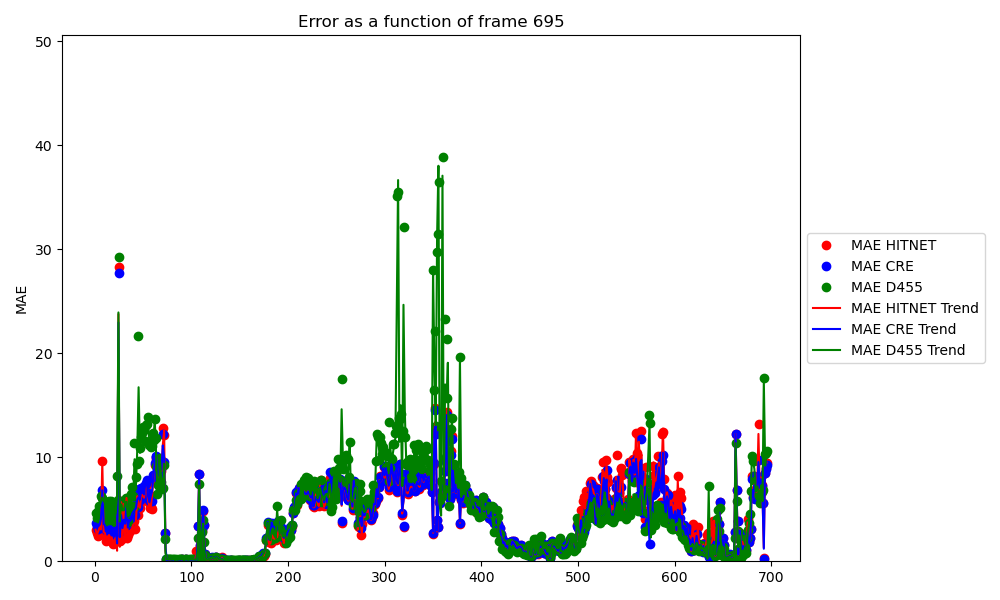 Error as a function of frame 695
MAE
50
40
30
20
10
0
0 100 200 300 400 500 600 700
MAE HITNET
MAE CRE
MAE D455
MAE HITNET Trend
MAE CRE Trend
MAE D455 Trend